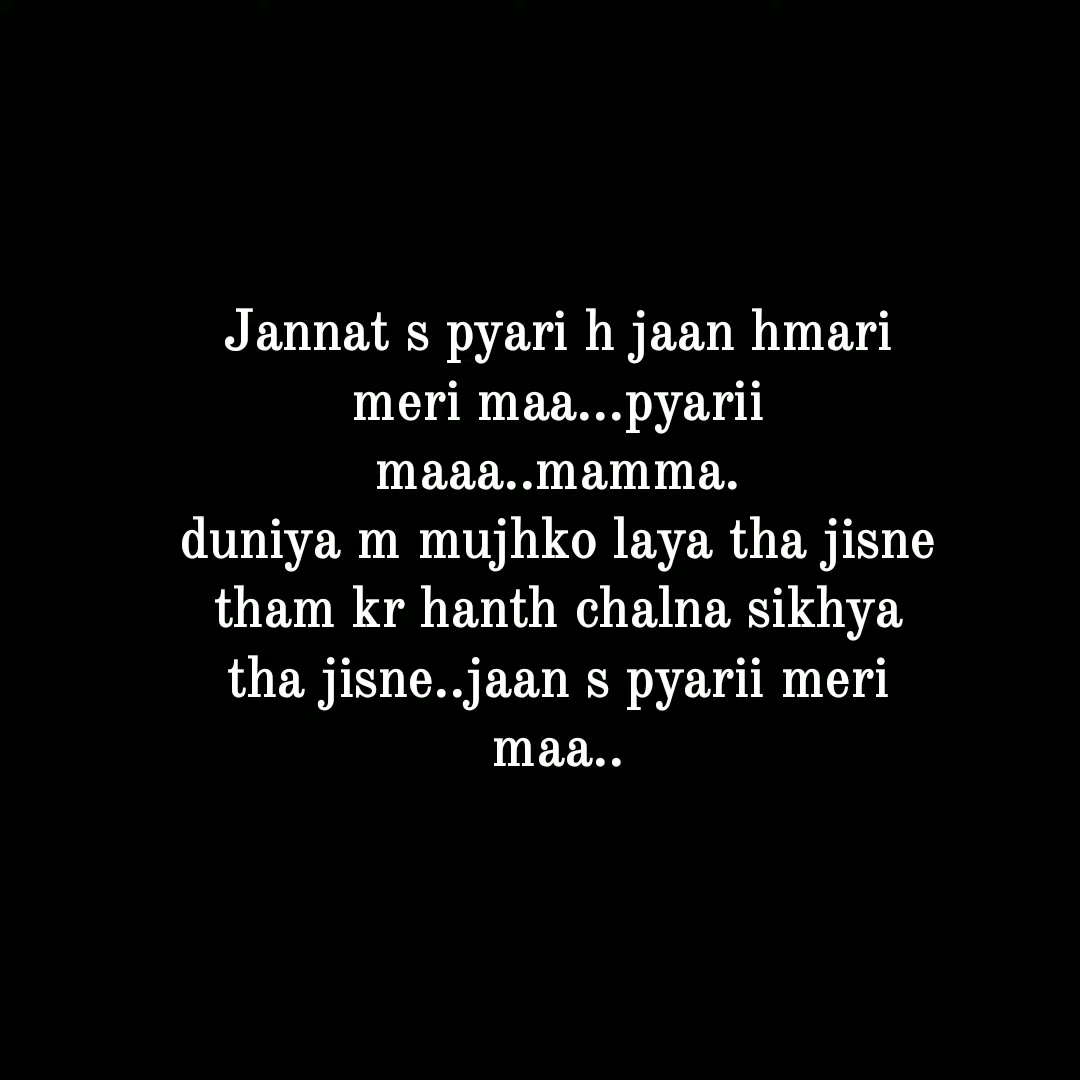 Jannat s pyari h jaan hmari
meri maa...pyarii
maaa..mamma.
duniya m mujhko laya tha jisne
tham kr hanth chalna sikhya
tha jisne..jaan s pyarii meri
maa..